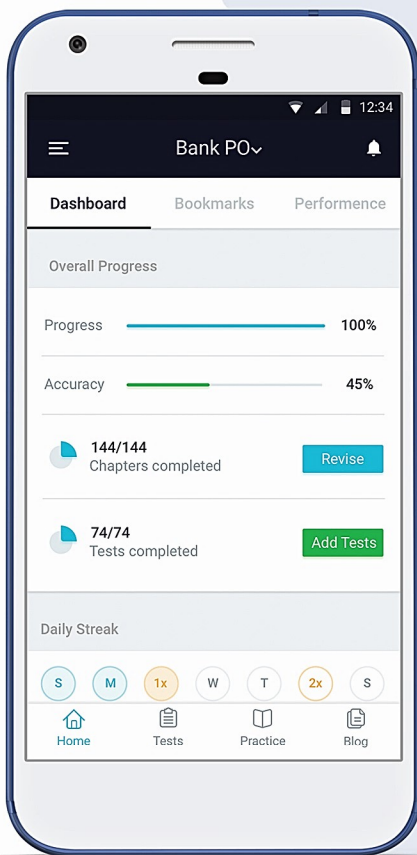 12:34
Bank PO
Dashboard Bookmarks Performence
Overall Progress
Progress 100%
Accuracy 45%
144/144
Chapters completed
Revise
74/74
Tests completed
Add Tests
Daily Streak
S M 1x W T 2x S
Home Tests Practice Blog